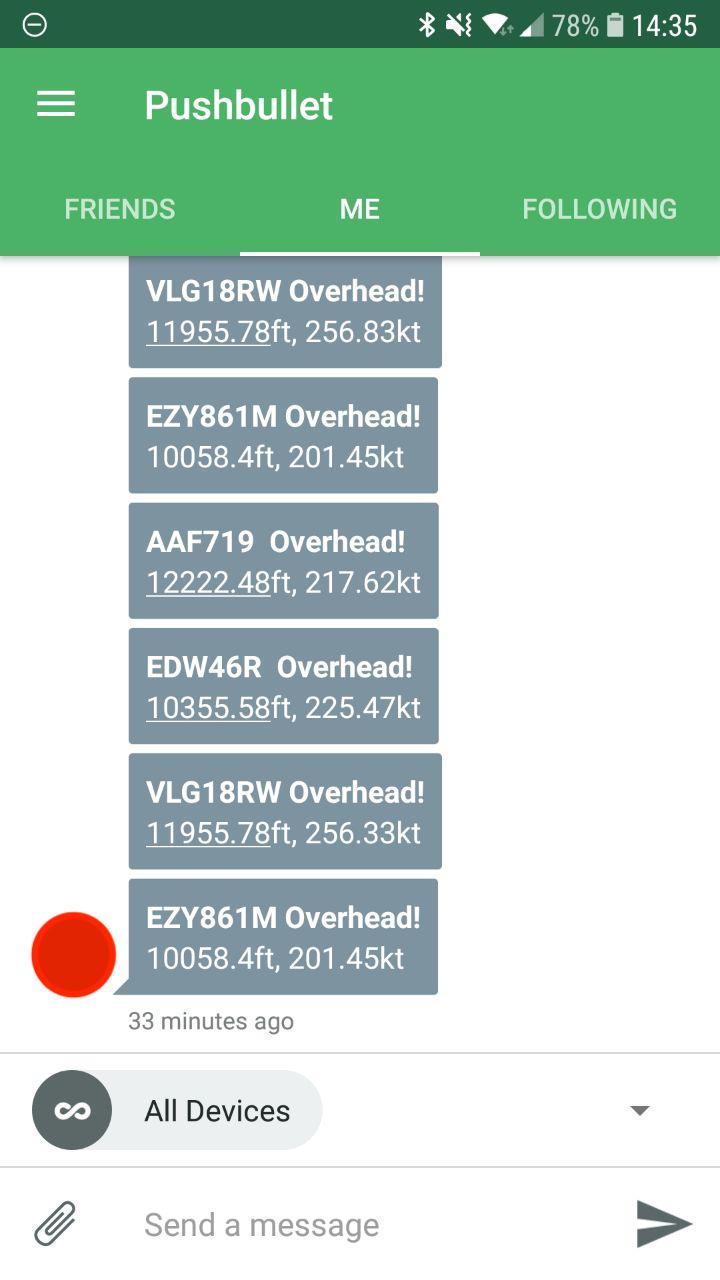 78% 14:35
Pushbullet
FRIENDS ME FOLLOWING
VLG18RW Overhead!
11955.78ft, 256.83kt
EZY861M Overhead!
10058.4ft, 201.45kt
AAF719  Overhead!
12222.48ft, 217.62kt
EDW46R  Overhead!
10355.58ft, 225.47kt
VLG18RW Overhead!
11955.78ft, 256.33kt
EZY861M Overhead!
10058.4ft, 201.45kt
33 minutes ago
All Devices
Send a message